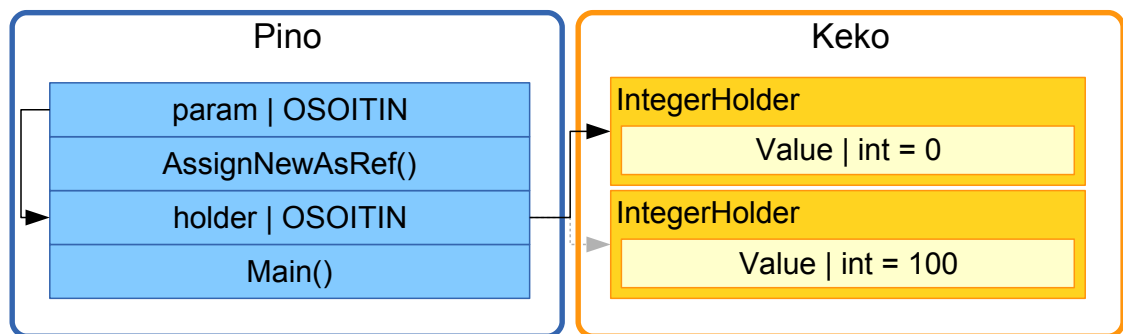 Pino
param | OSOITIN
AssignNewAsRef()
holder | OSOITIN
Main()
Keko
IntegerHolder
Value | int = 0
IntegerHolder
Value | int = 100